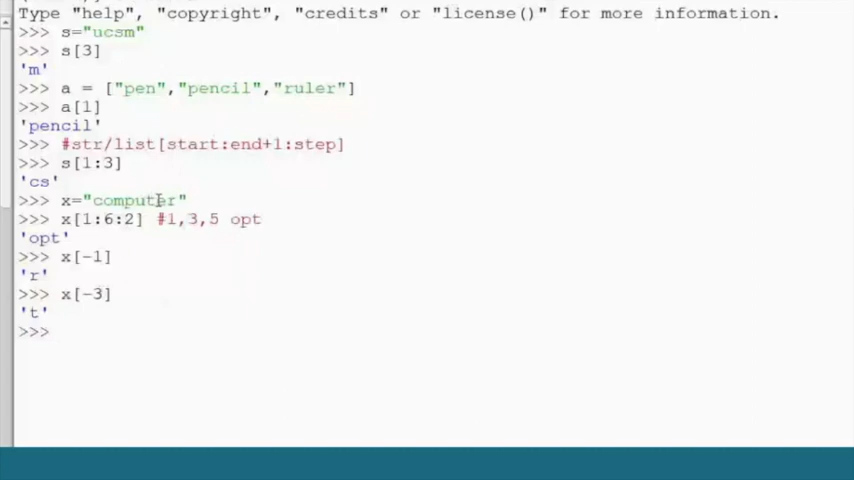 Type "help", "copyright", "credits" or "license()" for more information.
>>> s="ucsm"
>>> s[3]
'm'
>>> a = ["pen","pencil","ruler"]
>>> a[1]
'pencil'
>>> #str/list[start:end+1:step]
>>> s[1:3]
'cs'
>>> x="computer"
>>> x[1:6:2] #1,3,5 opt
'opt'
>>> x[-1]
'r'
>>> x[-3]
't'
>>>